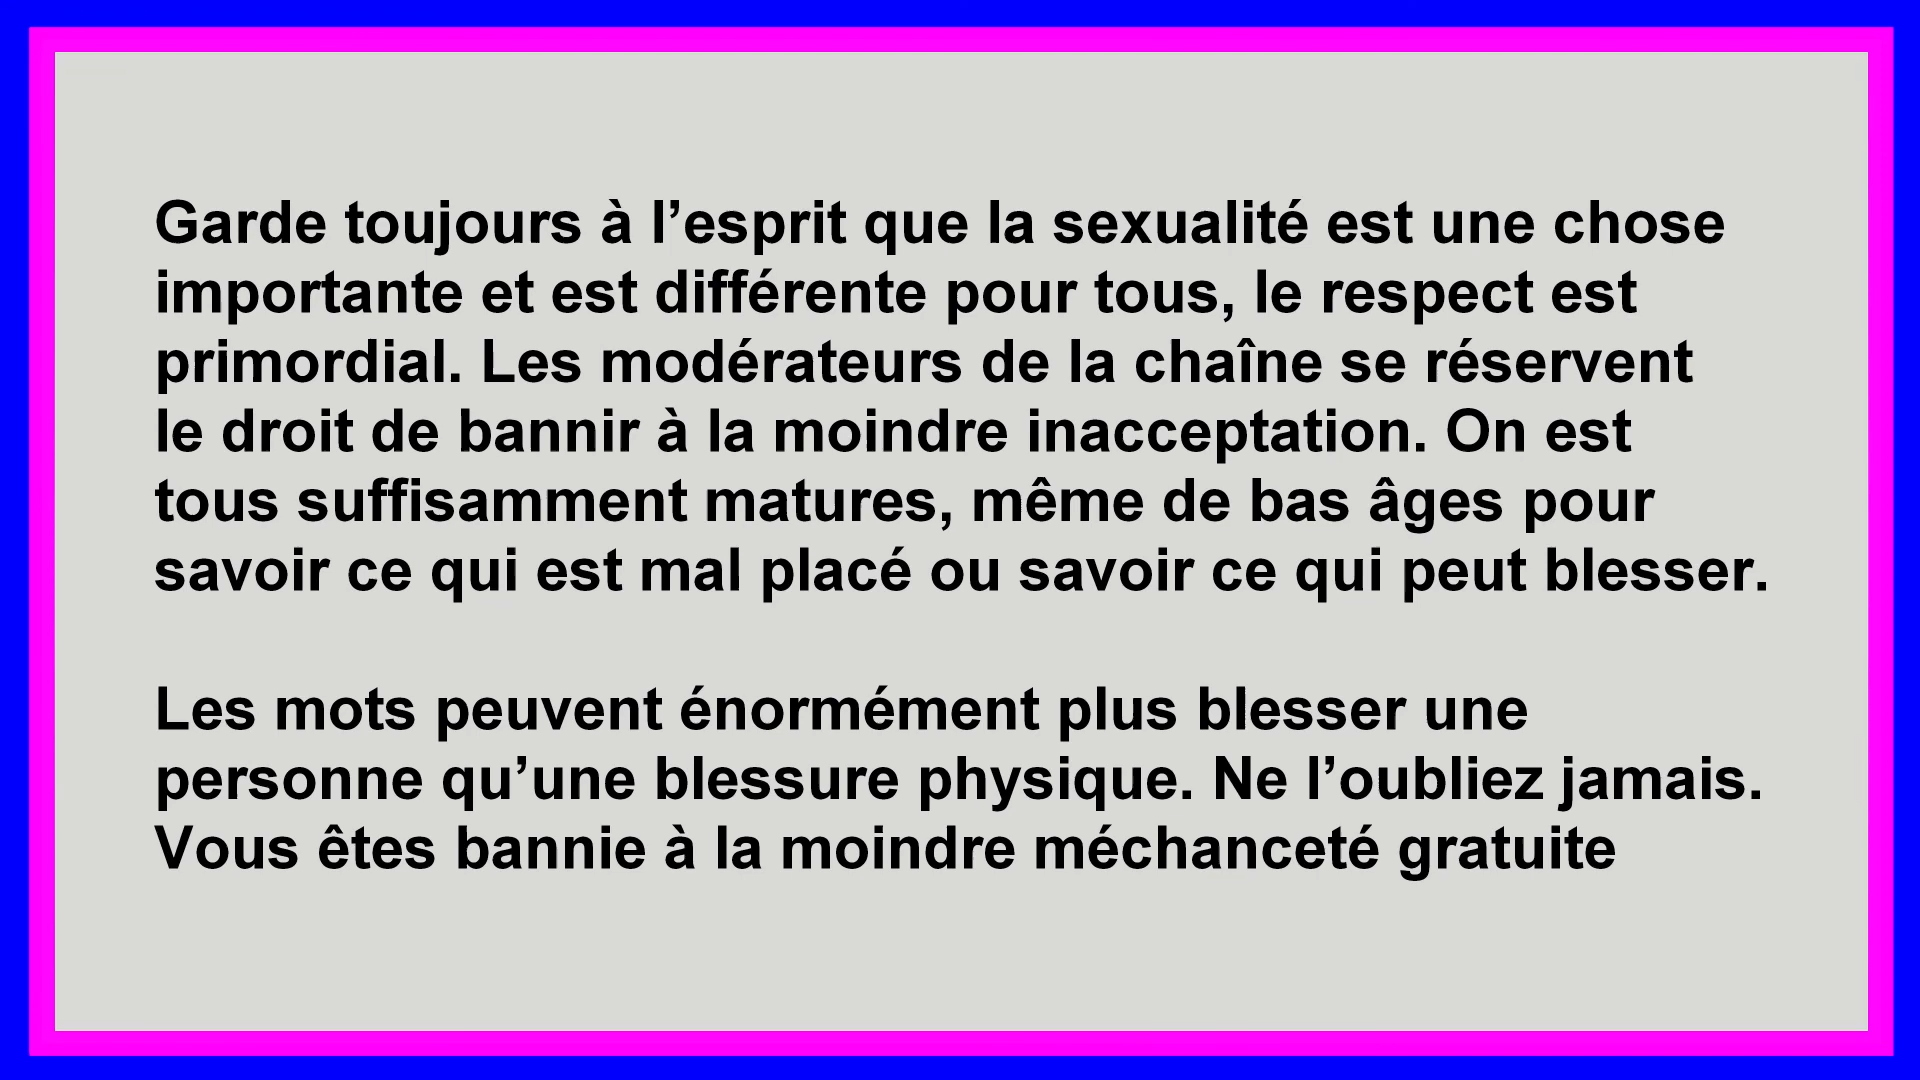 Garde toujours à l’esprit que la sexualité est une chose
importante et est différente pour tous, le respect est
primordial. Les modérateurs de la chaîne se réservent
le droit de bannir à la moindre inacceptation. On est
tous suffisamment matures, même de bas âges pour
savoir ce qui est mal placé ou savoir ce qui peut blesser.
Les mots peuvent énormément plus blesser une
personne qu’une blessure physique. Ne l’oubliez jamais.
Vous êtes bannie à la moindre méchanceté gratuite